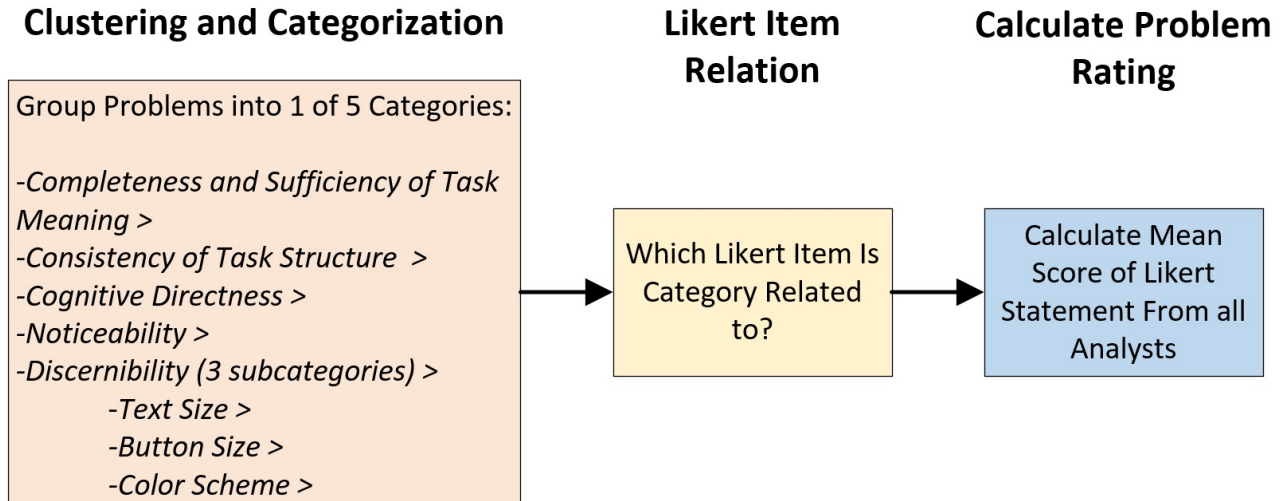 Clustering and Categorization
Group Problems into 1 of 5 Categories:
-Completeness and Sufficiency of Task
Meaning >
-Consistency of Task Structure >
-Cognitive Directness >
-Noticeability >
-Discernibility (3 subcategories) >
-Text Size >
-Button Size >
-Color Scheme >
Likert Item
Relation
Which Likert Item Is
Category Related
to?
Calculate Problem
Rating
Calculate Mean
Score of Likert
Statement From all
Analysts